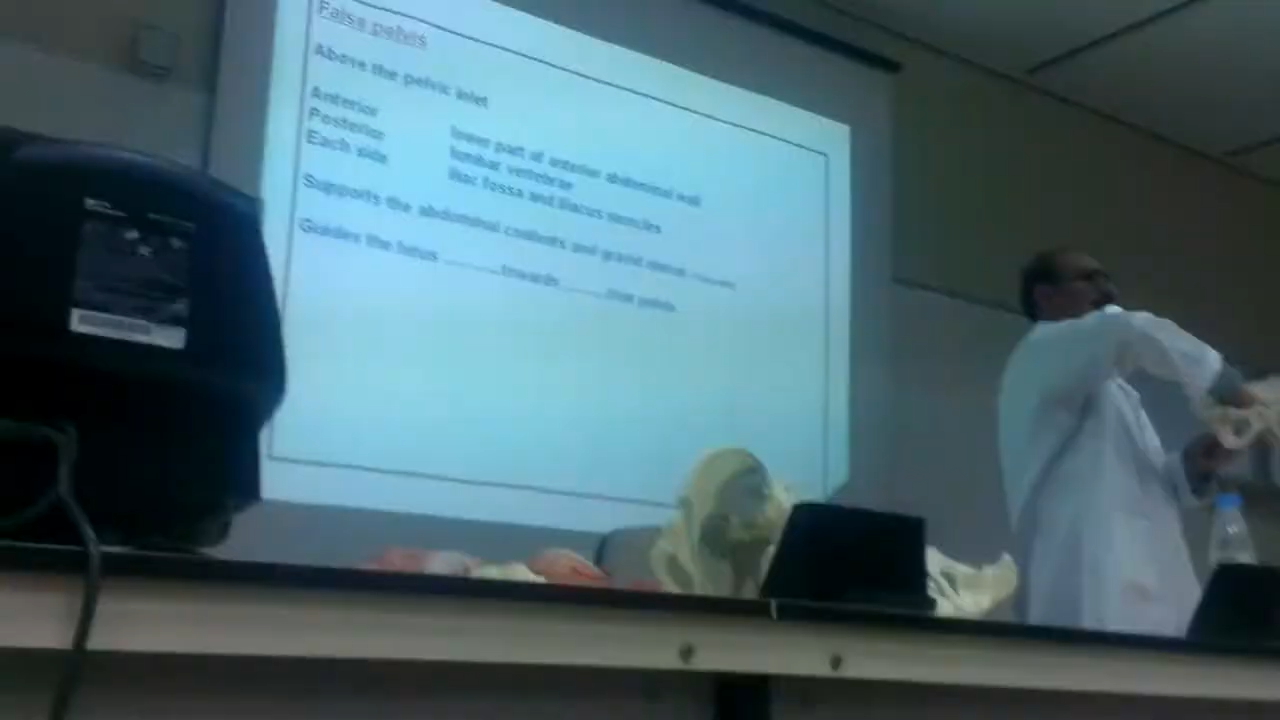 False pelvis
Above the pelvic inlet
Anterior lower part of anterior abdominal wall
Posterior lumbar vertebrae
Each side iliac fossa and iliacus muscles
Supports the abdominal contents and gravid uterus
Guides the fetus ............towards..........true pelvis